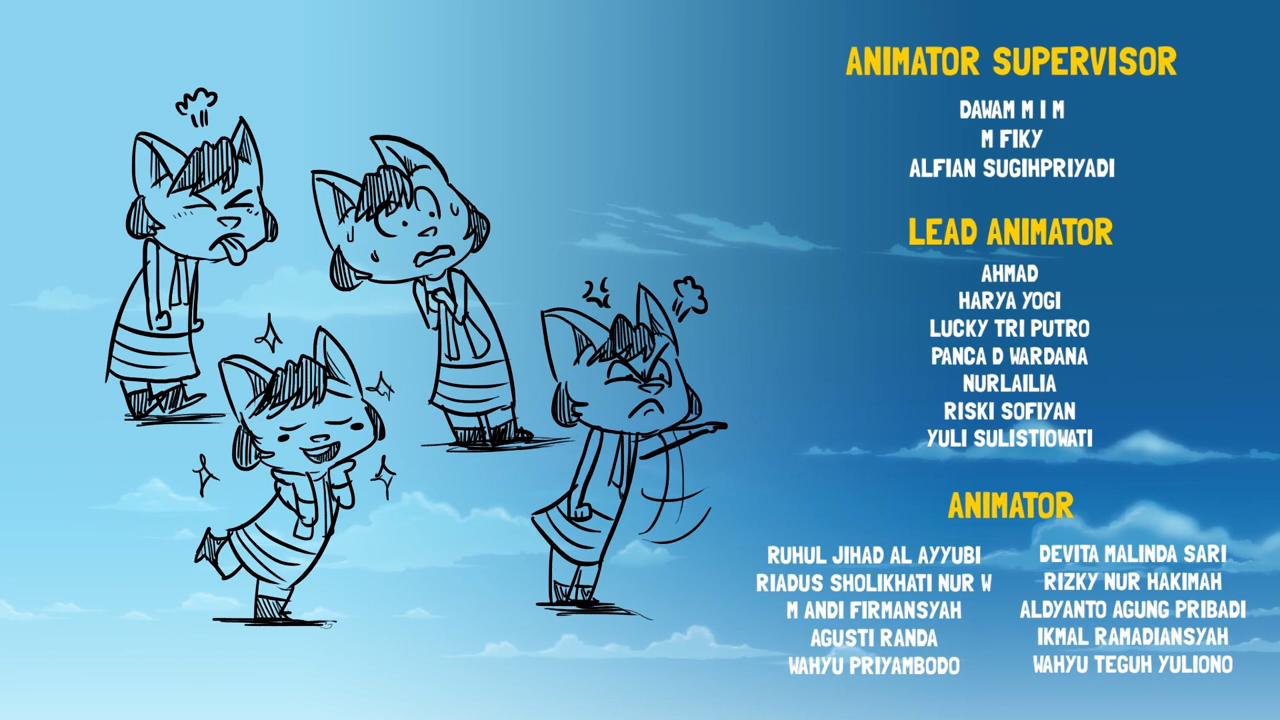 ANIMATOR SUPERVISOR
DAWAM M I M
M FIKY
ALFIAN SUGIHPRIYADI
LEAD ANIMATOR
AHMAD
HARYA YOGI
LUCKY TRI PUTRO
PANCA D WARDANA
NURLAILIA
RISKI SOFIYAN
YULI SULISTIOWATI
ANIMATOR
RUHUL JIHAD AL AYYUBI
RIADUS SHOLIKHATI NUR W
M ANDI FIRMANSYAH
AGUSTI RANDA
WAHYU PRIYAMBODO
DEVITA MALINDA SARI
RIZKY NUR HAKIMAH
ALDYANTO AGUNG PRIBADI
IKMAL RAMADIANSYAH
WAHYU TEGUH YULIONO